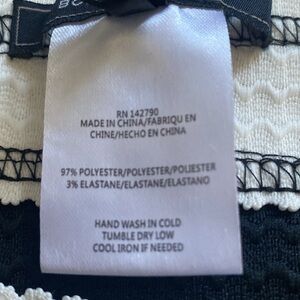 RN 142790
MADE IN CHINA/FABRIQU EN
CHINE/HECHO EN CHINA
97% POLYESTER/POLYESTER/POLIESTER
3% ELASTANE/ELASTANE/ELASTANO
HAND WASH IN COLD
TUMBLE DRY LOW
COOL IRON IF NEEDED